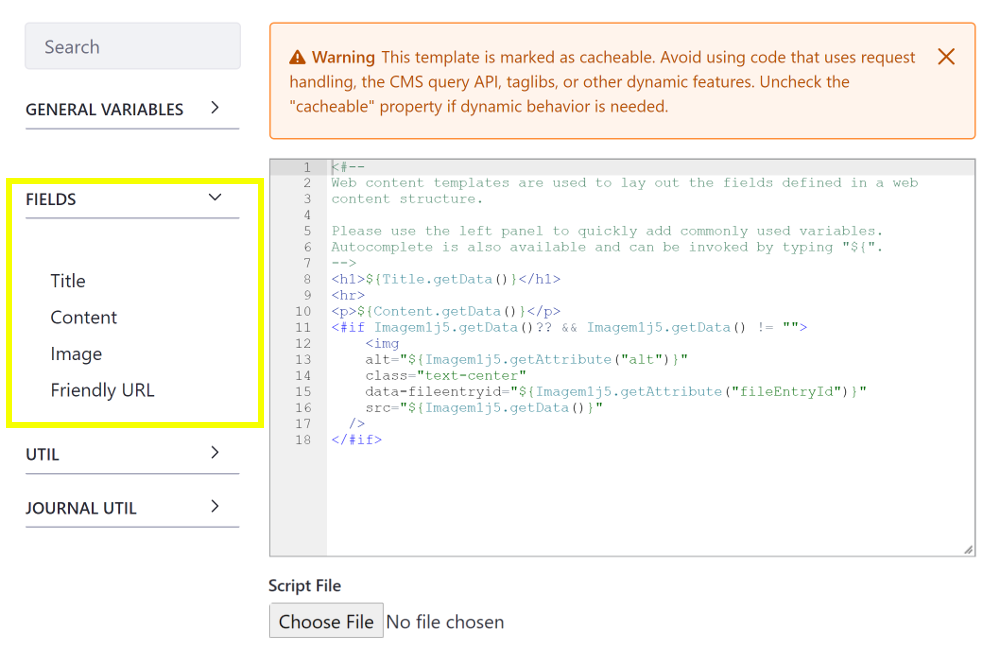 Search
GENERAL VARIABLES
FIELDS
Title
Content
Image
Friendly URL
UTIL
JOURNAL UTIL
Warning This template is marked as cacheable. Avoid using code that uses request
handling, the CMS query API, taglibs, or other dynamic features. Uncheck the
"cacheable" property if dynamic behavior is needed.
1 <#--
2 Web content templates are used to lay out the fields defined in a web
3 content structure.
4
5 Please use the left panel to quickly add commonly used variables.
6 Autocomplete is also available and can be invoked by typing "${".
7 -->
8 <h1>${Title.getData()}</h1>
9 <hr>
10 <p>${Content.getData()}</p>
11 <#if Imagem1j5.getData()?? && Imagem1j5.getData() != "">
12     <img
13     alt="${Imagem1j5.getAttribute("alt")}"
14     class="text-center"
15     data-fileentryid="${Imagem1j5.getAttribute("fileEntryId")}"
16     src="${Imagem1j5.getData()}"
17   />
18 </#if>
Script File
Choose File No file chosen